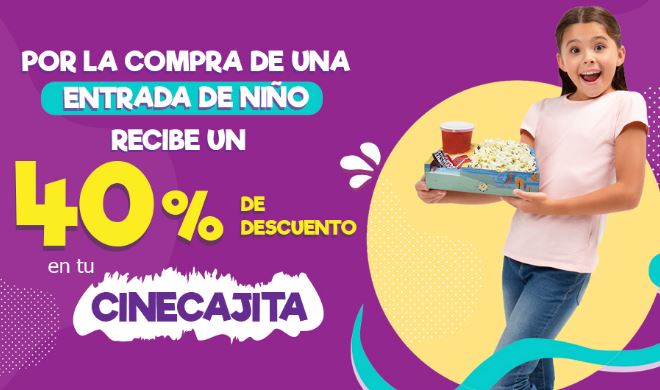 POR LA COMPRA DE UNA
ENTRADA DE NIÑO
RECIBE UN
40% DE
DESCUENTO
en tu
CINECAJITA